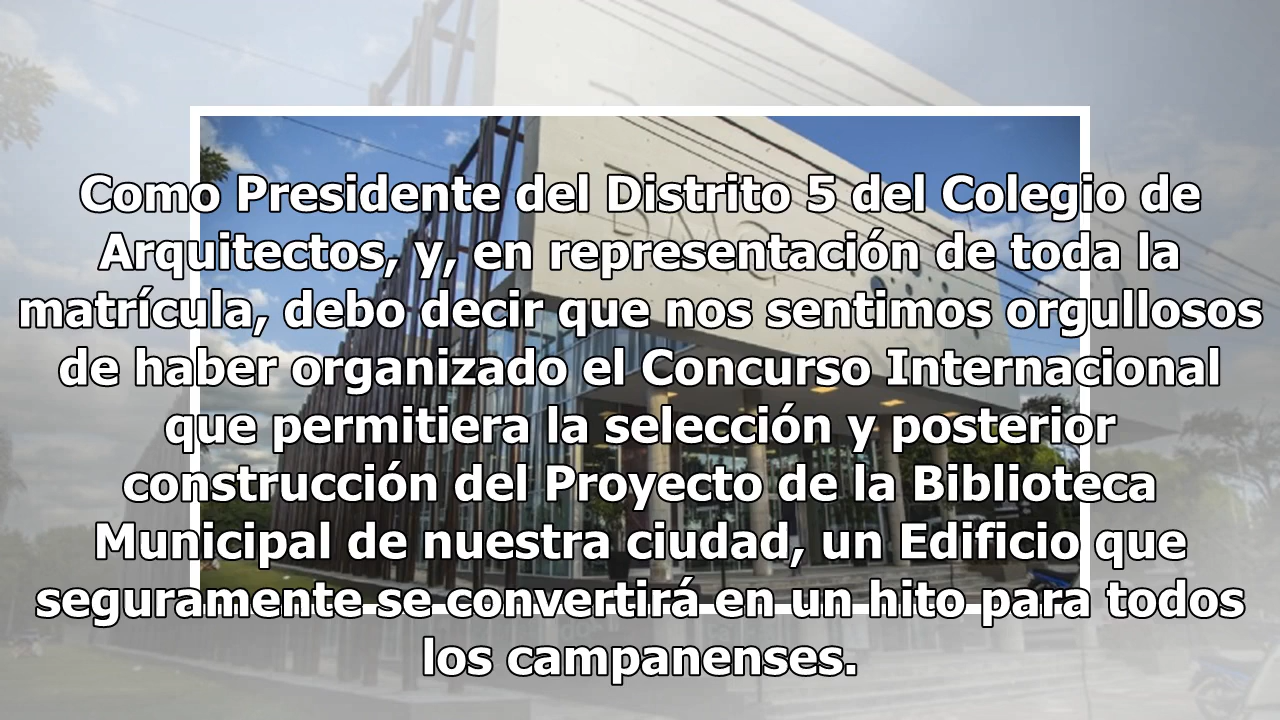 Como Presidente del Distrito 5 del Colegio de
Arquitectos, y, en representación de toda la
matrícula, debo decir que nos sentimos orgullosos
de haber organizado el Concurso Internacional
que permitiera la selección y posterior
construcción del Proyecto de la Biblioteca
Municipal de nuestra ciudad, un Edificio que
seguramente se convertirá en un hito para todos
los campanenses.